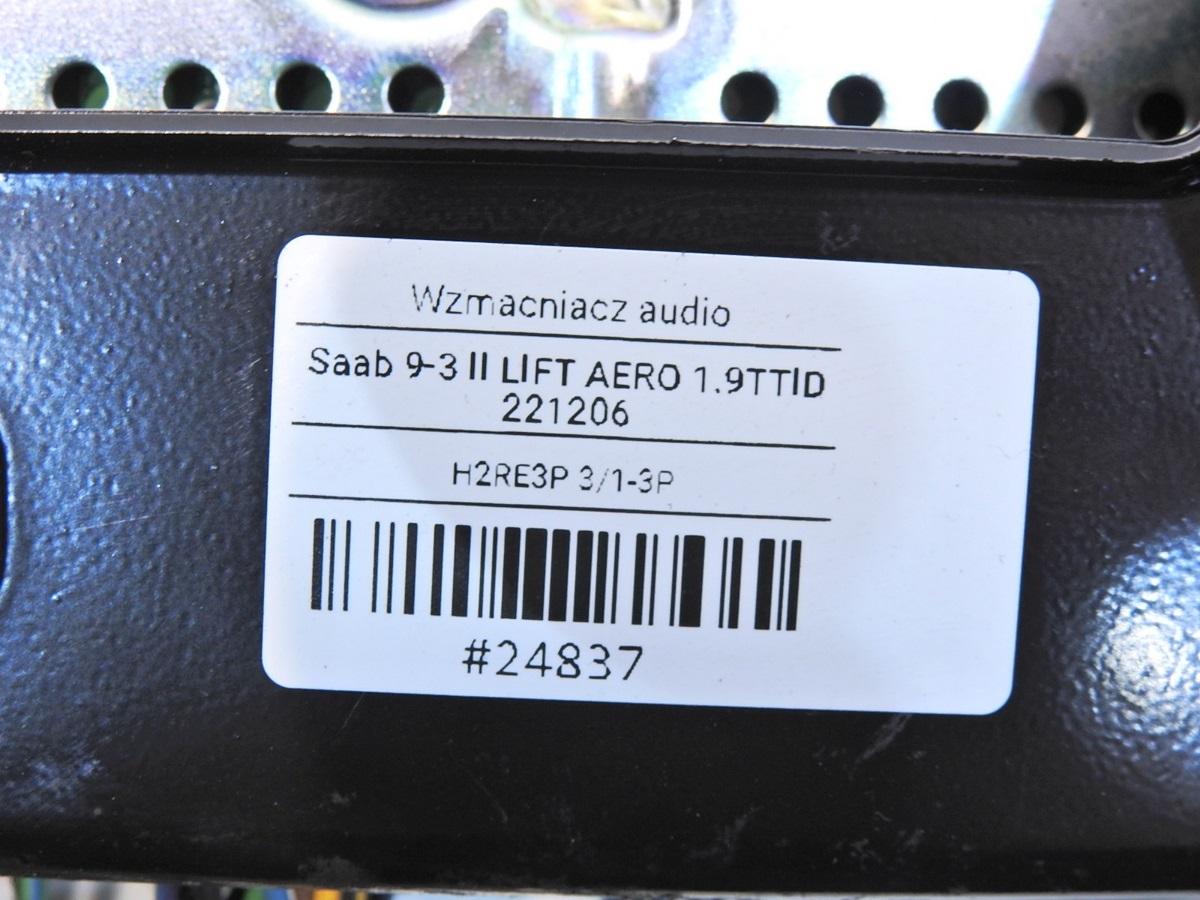 Wzmacniacz audio
Saab 9-3 II LIFT AERO 1.9TTID
221206
H2RE3P 3/1-3P
#24837